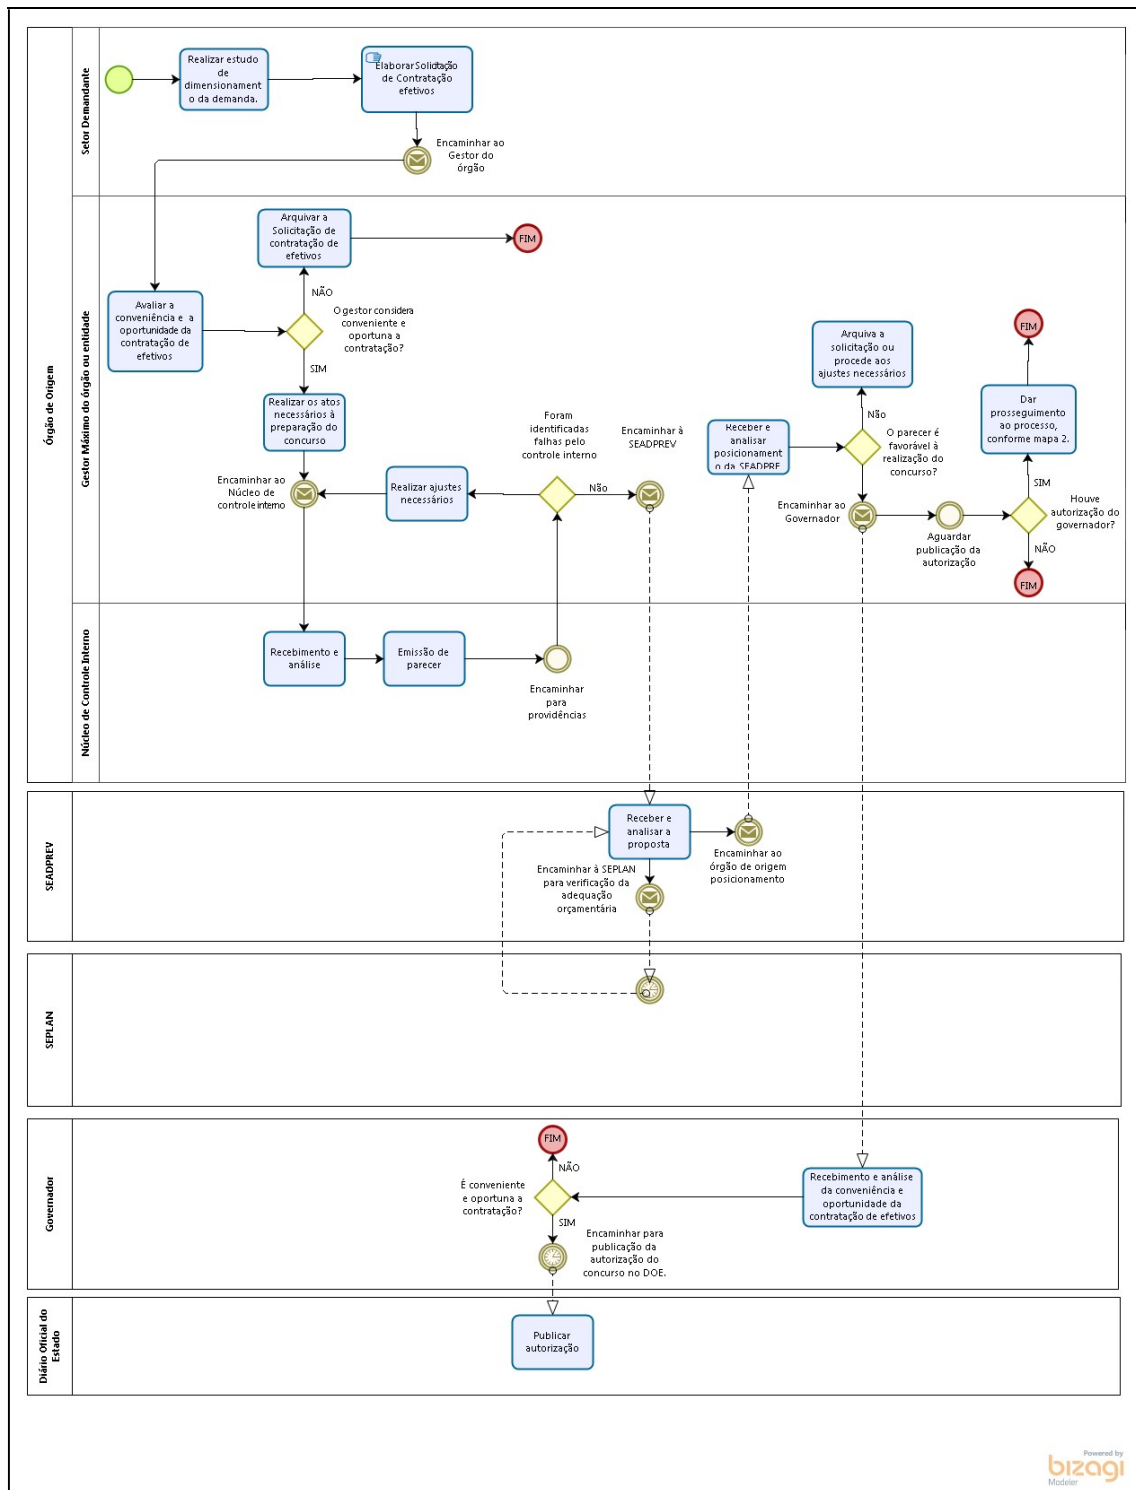 Órgão de Origem
Setor Demandante
Realizar estudo
de
dimensionament
o da demanda.
Elaborar Solicitação
de Contratação
efetivos
Encaminhar ao
Gestor do
órgão
Gestor Máximo do órgão ou entidade
Arquivar a
Solicitação de
contratação de
efetivos
FIM
NÃO
Avaliar a
conveniência e a
oportunidade da
contratação de
efetivos
O gestor considera
conveniente e
oportuna a
contratação?
SIM
Realizar os atos
necessários à
preparação do
concurso
Encaminhar ao
Núcleo de
controle interno
Realizar ajustes
necessários
Foram
identificadas
falhas pelo
controle interno
Não
Encaminhar à
SEADPREV
Receber e
analisar
posicionament
o da SEADPRE
Arquiva a
solicitação ou
procede aos
ajustes necessários
Não
O parecer é
favorável à
realização do
concurso?
Encaminhar ao
Governador
Aguardar
publicação da
autorização
FIM
Dar
prosseguimento
ao processo,
conforme mapa 2.
SIM
Houve
autorização do
governador?
NÃO
FIM
Núcleo de Controle Interno
Recebimento e
análise
Emissão de
parecer
Encaminhar
para
providências
SEADPREV
Receber e
analisar a
proposta
Encaminhar ao
órgão de origem
posicionamento
Encaminhar à SEPLAN
para verificação da
adequação
orçamentária
SEPLAN
Governador
FIM
NÃO
É conveniente
e oportuna a
contratação?
SIM
Encaminhar para
publicação da
autorização do
concurso no DOE.
Recebimento e análise
da conveniência e
oportunidade da
contratação de efetivos
Diário Oficial do
Estado
Publicar
autorização
Powered by
bizagi
Modeler